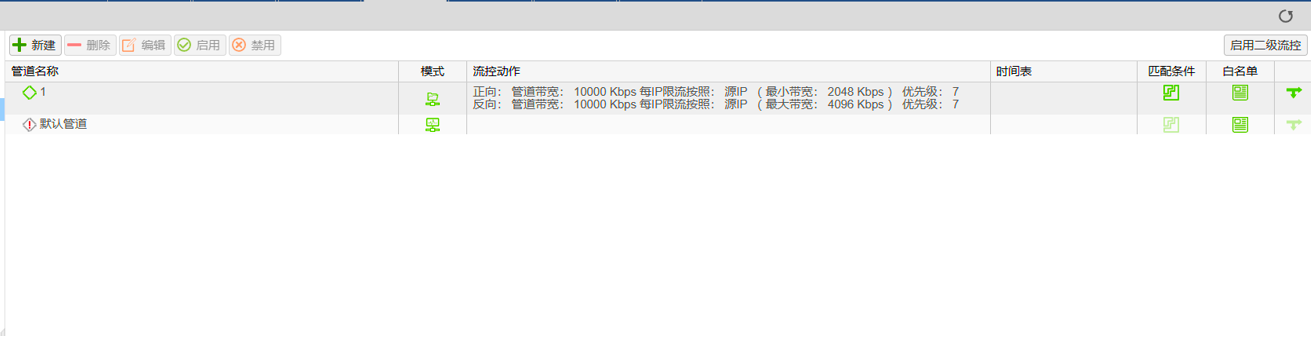 新建 删除 编辑 启用 禁用 启用二级流控
管道名称 模式 流控动作 时间表 匹配条件 白名单
1 正向： 管道带宽： 10000 Kbps 每IP限流按照： 源IP （ 最小带宽： 2048 Kbps ） 优先级： 7
反向： 管道带宽： 10000 Kbps 每IP限流按照： 源IP （ 最大带宽： 4096 Kbps ） 优先级： 7
默认管道